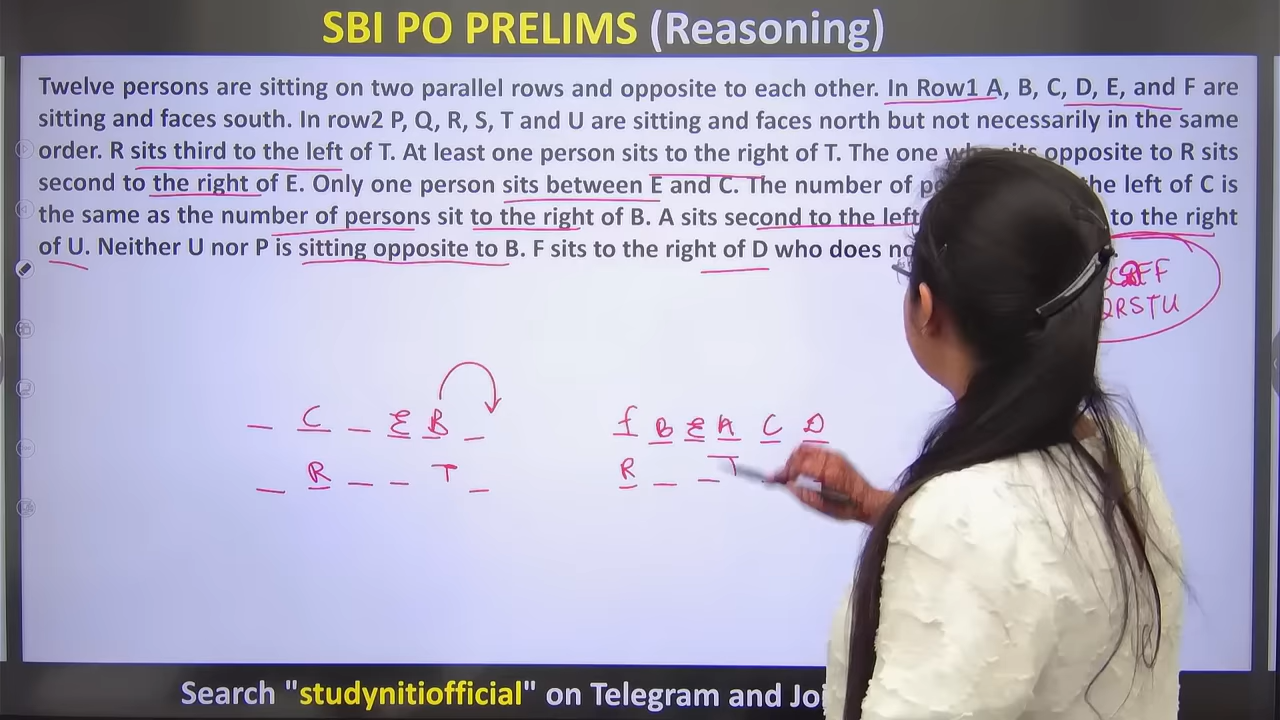 SBI PO PRELIMS (Reasoning)
Twelve persons are sitting on two parallel rows and opposite to each other. In Row1 A, B, C, D, E, and F are
sitting and faces south. In row2 P, Q, R, S, T and U are sitting and faces north but not necessarily in the same
order. R sits third to the left of T. At least one person sits to the right of T. The one who sits opposite to R sits
second to the right of E. Only one person sits between E and C. The number of the left of C is
the same as the number of persons sit to the right of B. A sits second to the left to the right
of U. Neither U nor P is sitting opposite to B. F sits to the right of D who does
F
RSTU
_ C _ E B _
f B E A C D
_ R _ _ T _
R _ _ T
Search "studynitiofficial" on Telegram and